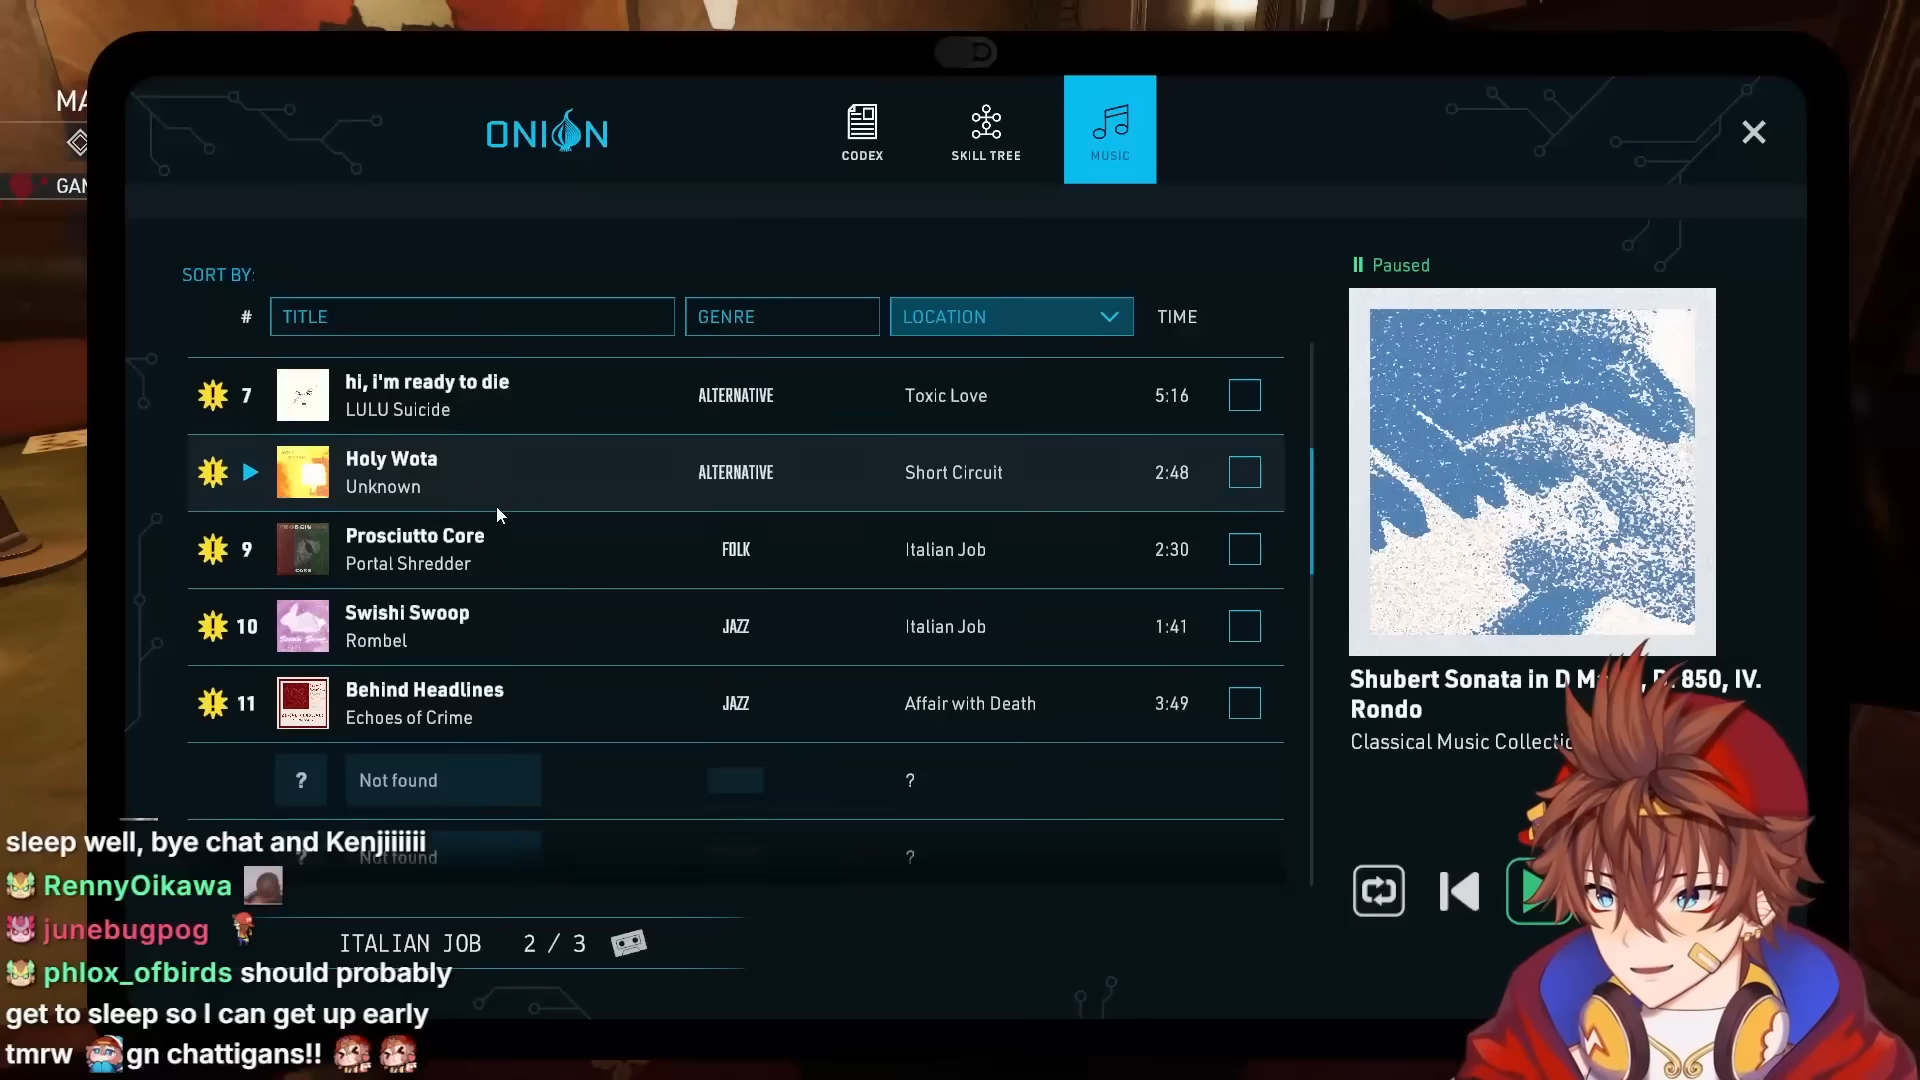 MA
GAM
ONION
CODEX
SKILL TREE
MUSIC
SORT BY:
# TITLE GENRE LOCATION TIME
7 hi, i'm ready to die ALTERNATIVE Toxic Love 5:16
LULU Suicide
Holy Wota ALTERNATIVE Short Circuit 2:48
Unknown
9 Prosciutto Core FOLK Italian Job 2:30
Portal Shredder
10 Swishi Swoop JAZZ Italian Job 1:41
Rombel
11 Behind Headlines JAZZ Affair with Death 3:49
Echoes of Crime
? Not found ?
? Not found ?
ITALIAN JOB 2 / 3
Paused
Shubert Sonata in D M 850, IV.
Rondo
Classical Music Collectio
sleep well, bye chat and Kenjiiiiii
RennyOikawa
junebugpog
phlox_ofbirds should probably
get to sleep so I can get up early
tmrw gn chattigans!!